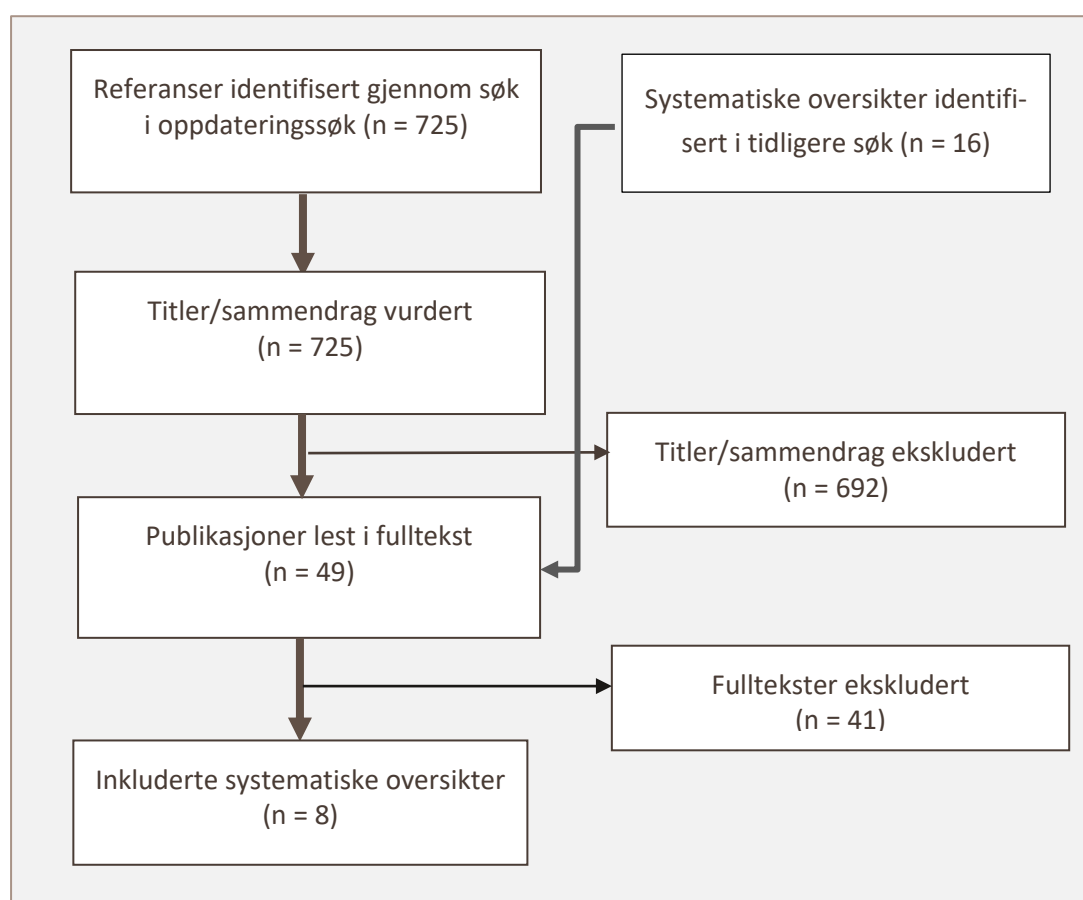 Referanser identifisert gjennom søk
i oppdateringssøk (n = 725)
Systematiske oversikter identifi-
sert i tidligere søk (n = 16)
Titler/sammendrag vurdert
(n = 725)
Titler/sammendrag ekskludert
(n = 692)
Publikasjoner lest i fulltekst
(n = 49)
Fulltekster ekskludert
(n = 41)
Inkluderte systematiske oversikter
(n = 8)